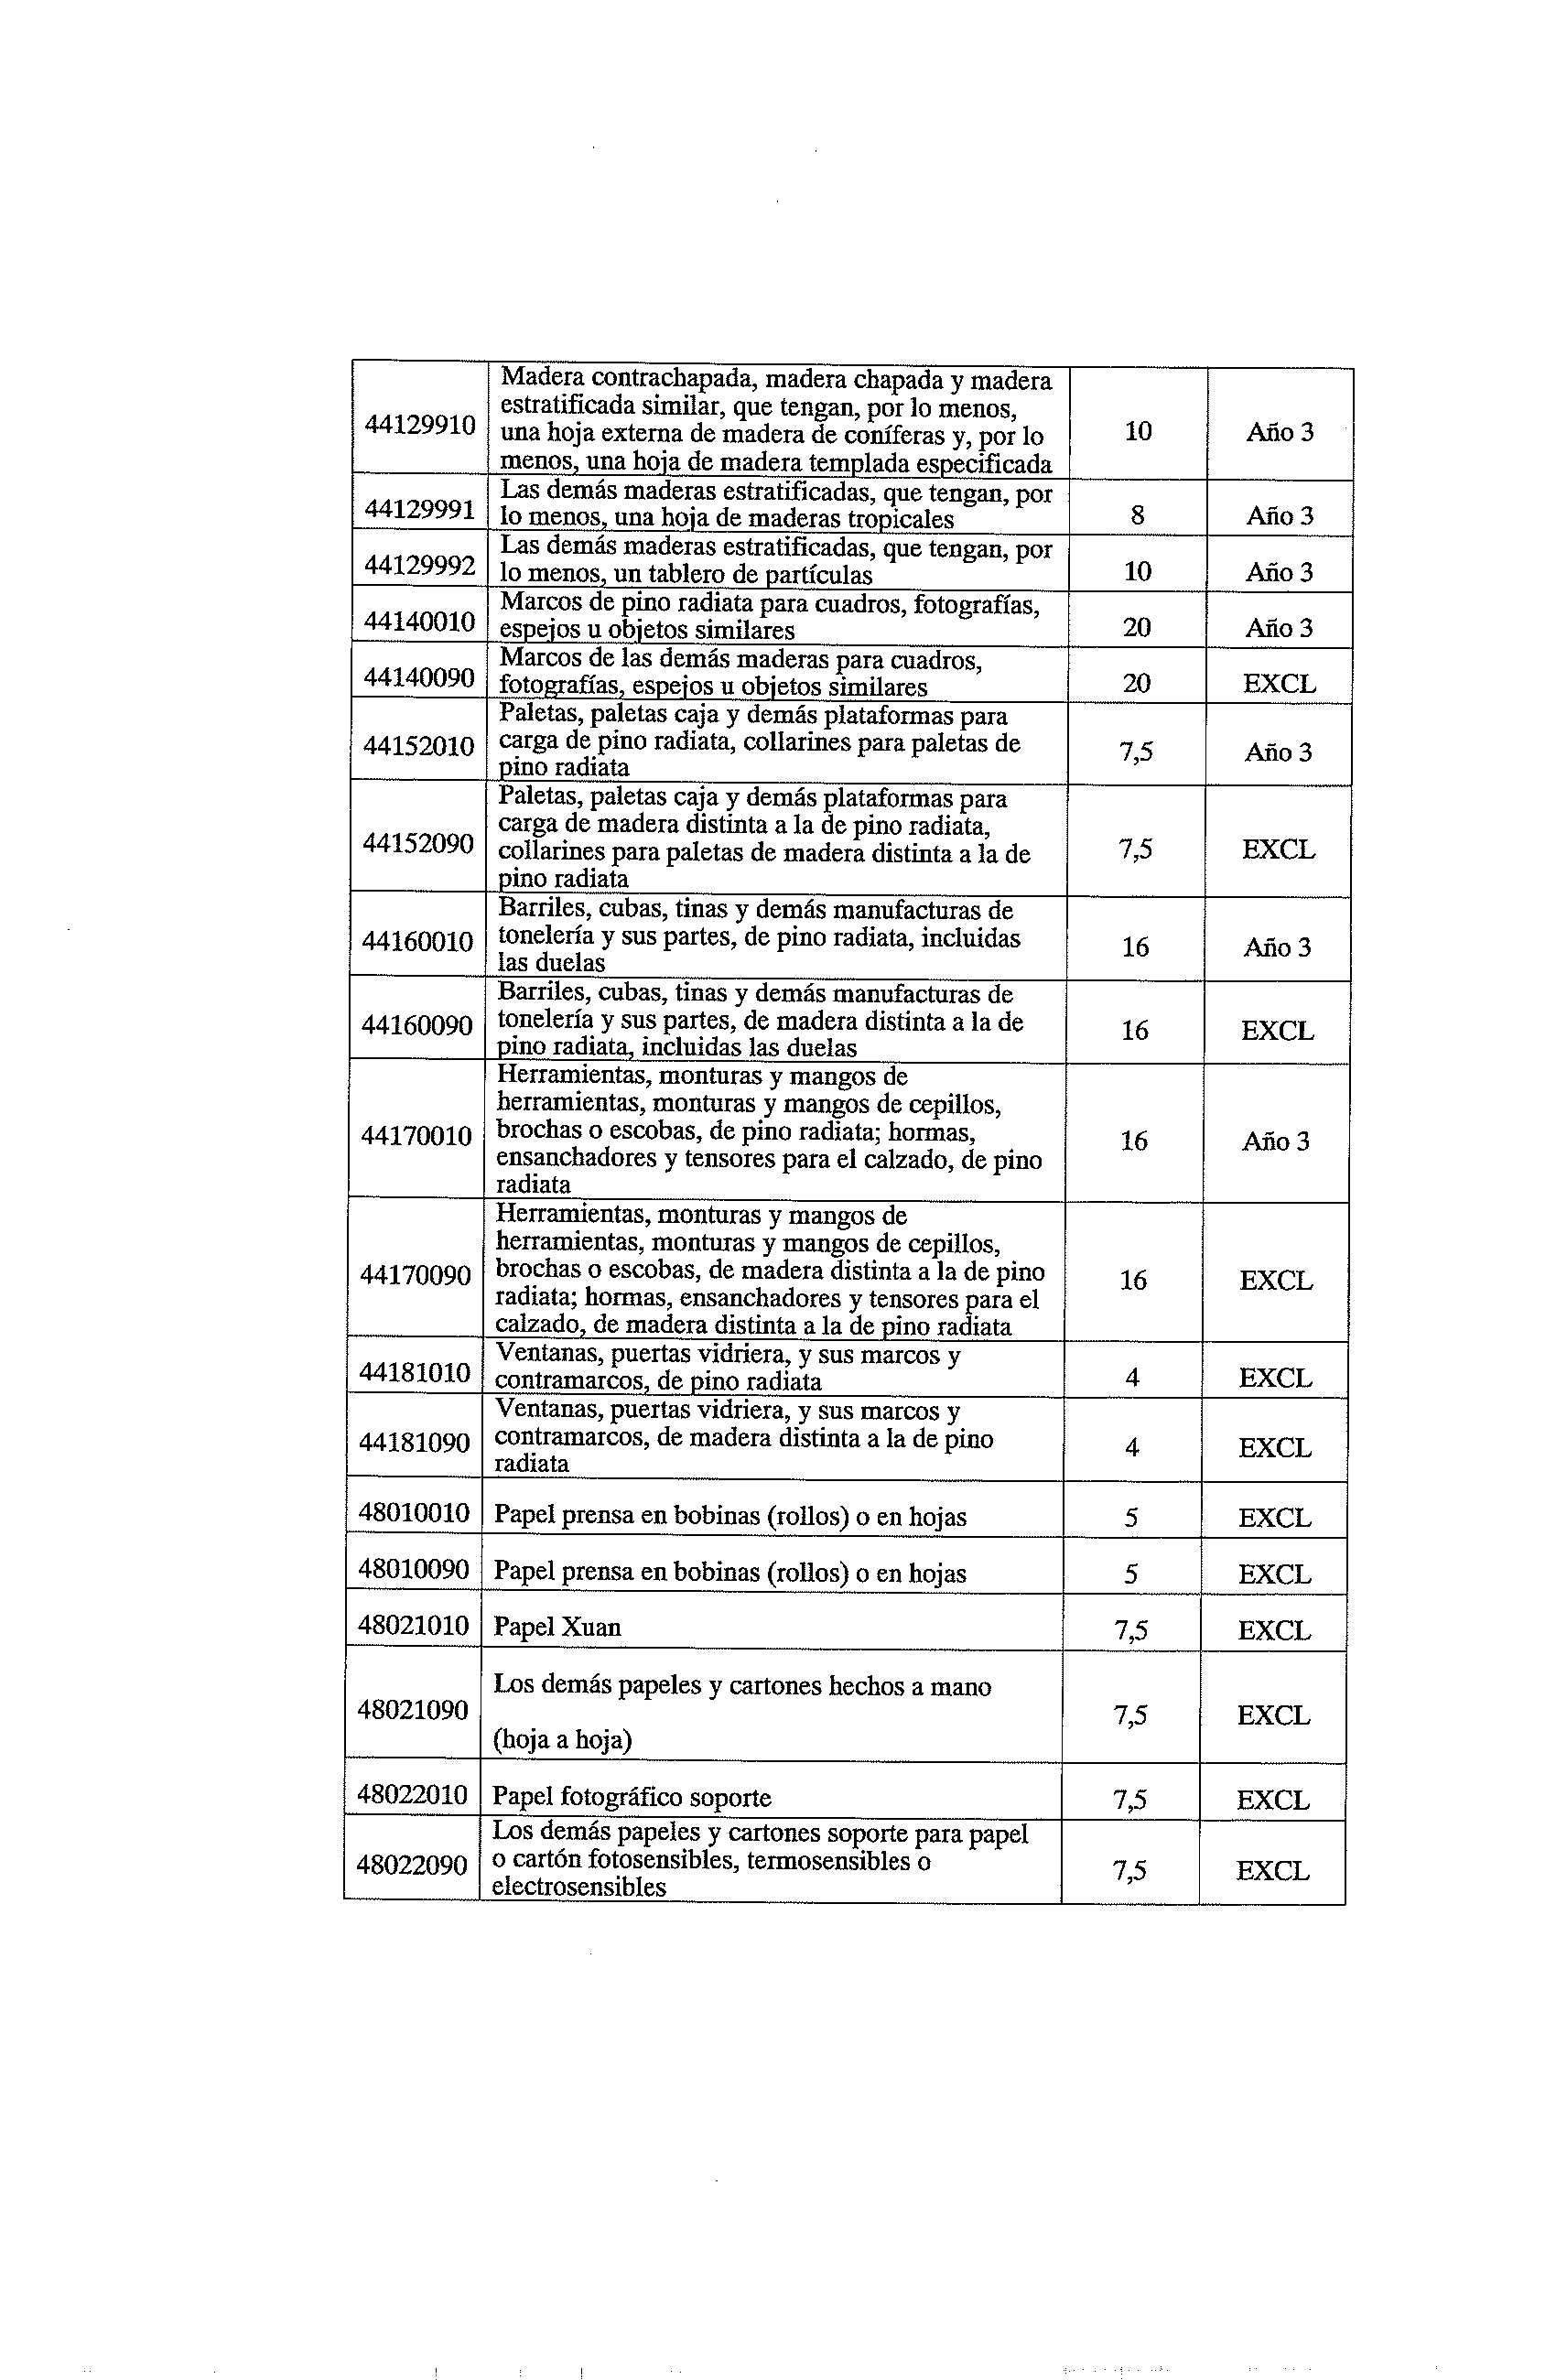 Madera contrachapada, madera chapada y madera
estratificada similar, que tengan, por lo menos,
44129910 una hoja externa de madera de coníferas y, por lo 10 Año 3
menos, una hoja de madera templada especificada
Las demás maderas estratificadas, que tengan, por
44129991 lo menos, una hoja de maderas tropicales 8 Año 3
Las demás maderas estratificadas, que tengan, por
44129992 lo menos, un tablero de partículas 10 Año 3
Marcos de pino radiata para cuadros, fotografías,
44140010 espejos u objetos similares 20 Año 3
Marcos de las demás maderas para cuadros,
44140090 fotografías, espejos u objetos similares 20 EXCL
Paletas, paletas caja y demás plataformas para
44152010 carga de pino radiata, collarines para paletas de 7,5 Año 3
pino radiata
Paletas, paletas caja y demás plataformas para
carga de madera distinta a la de pino radiata,
44152090 collarines para paletas de madera distinta a la de 7,5 EXCL
pino radiata
Barriles, cubas, tinas y demás manufacturas de
44160010 tonelería y sus partes, de pino radiata, incluidas 16 Año 3
las duelas
Barriles, cubas, tinas y demás manufacturas de
44160090 tonelería y sus partes, de madera distinta a la de 16 EXCL
pino radiata, incluidas las duelas
Herramientas, monturas y mangos de
herramientas, monturas y mangos de cepillos,
44170010 brochas o escobas, de pino radiata; hormas, 16 Año 3
ensanchadores y tensores para el calzado, de pino
radiata
Herramientas, monturas y mangos de
herramientas, monturas y mangos de cepillos,
44170090 brochas o escobas, de madera distinta a la de pino 16 EXCL
radiata; hormas, ensanchadores y tensores para el
calzado, de madera distinta a la de pino radiata
Ventanas, puertas vidriera, y sus marcos y
44181010 contramarcos, de pino radiata 4 EXCL
Ventanas, puertas vidriera, y sus marcos y
44181090 contramarcos, de madera distinta a la de pino 4 EXCL
radiata
48010010 Papel prensa en bobinas (rollos) o en hojas 5 EXCL
48010090 Papel prensa en bobinas (rollos) o en hojas 5 EXCL
48021010 Papel Xuan 7,5 EXCL
Los demás papeles y cartones hechos a mano
48021090 7,5 EXCL
(hoja a hoja)
48022010 Papel fotográfico soporte 7,5 EXCL
Los demás papeles y cartones soporte para papel
48022090 o cartón fotosensibles, termosensibles o 7,5 EXCL
electrosensibles